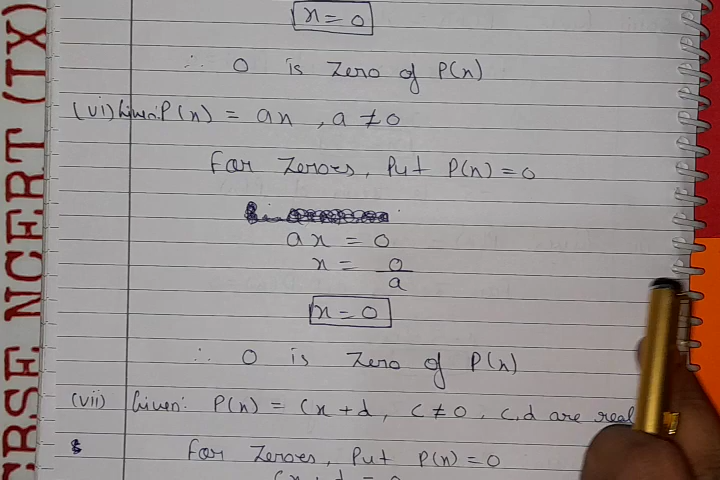 CBSE NCERT (TX)
x = 0
∴ 0 is Zero of P(x)
(vi) Given: P(x) = ax , a ≠ 0
For Zeroes, Put P(x) = 0
ax = 0
x = 0/a
x = 0
∴ 0 is Zero of P(x)
(vii) Given: P(x) = Cx + d, C ≠ 0, C, d are real
For Zeroes, Put P(x) = 0